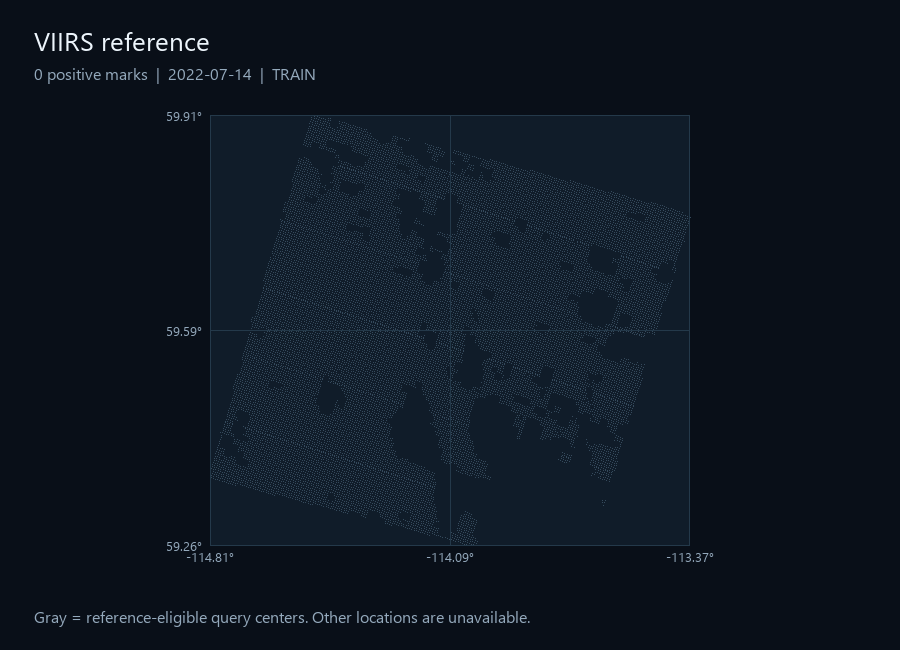 VIIRS reference
0 positive marks | 2022-07-14 | TRAIN
59.91°
59.59°
59.26°
-114.81°
-114.09°
-113.37°
Gray = reference-eligible query centers. Other locations are unavailable.